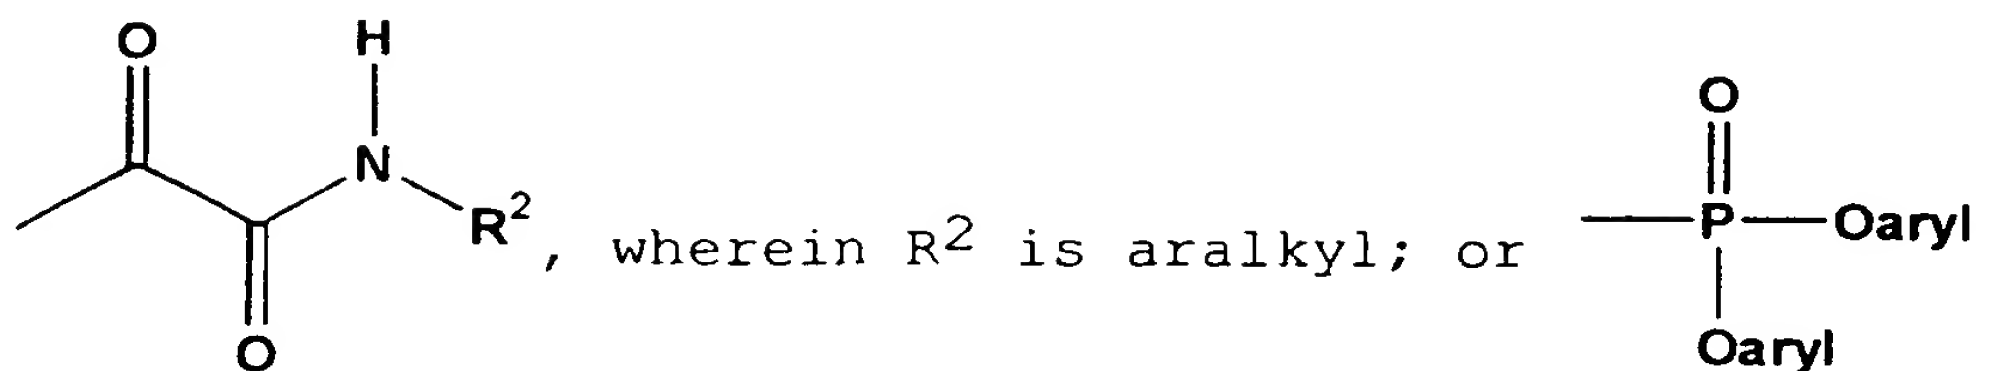 O H
N
R², wherein R² is aralkyl; or
O
O
P Oaryl
Oaryl